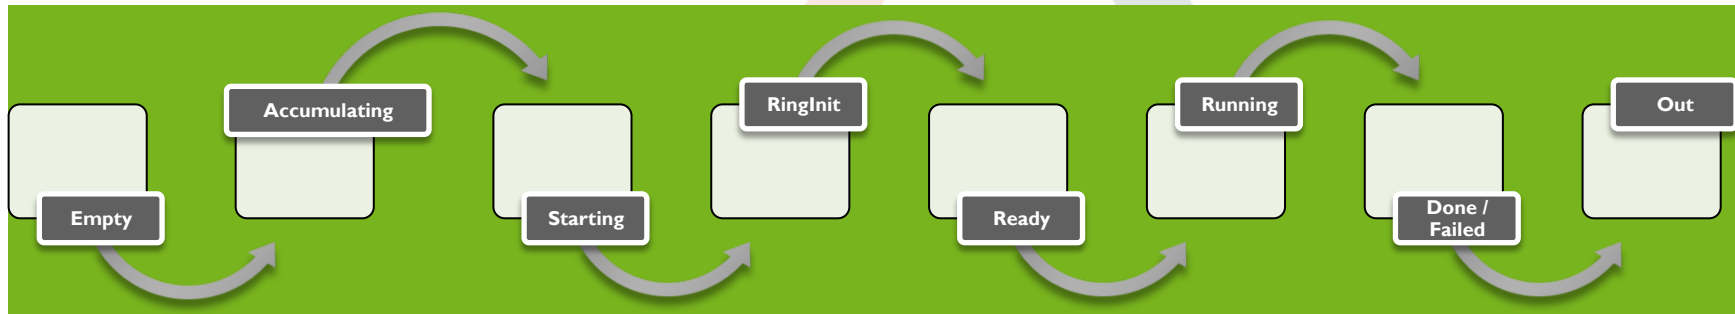 Empty
Accumulating
Starting
RingInit
Ready
Running
Done /
Failed
Out